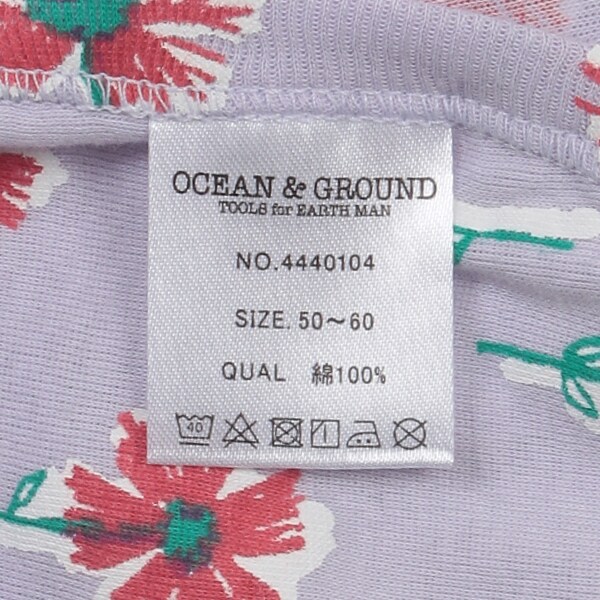 OCEAN & GROUND
TOOLS for EARTH MAN
NO.4440104
SIZE. 50～60
QUAL 綿100%
40